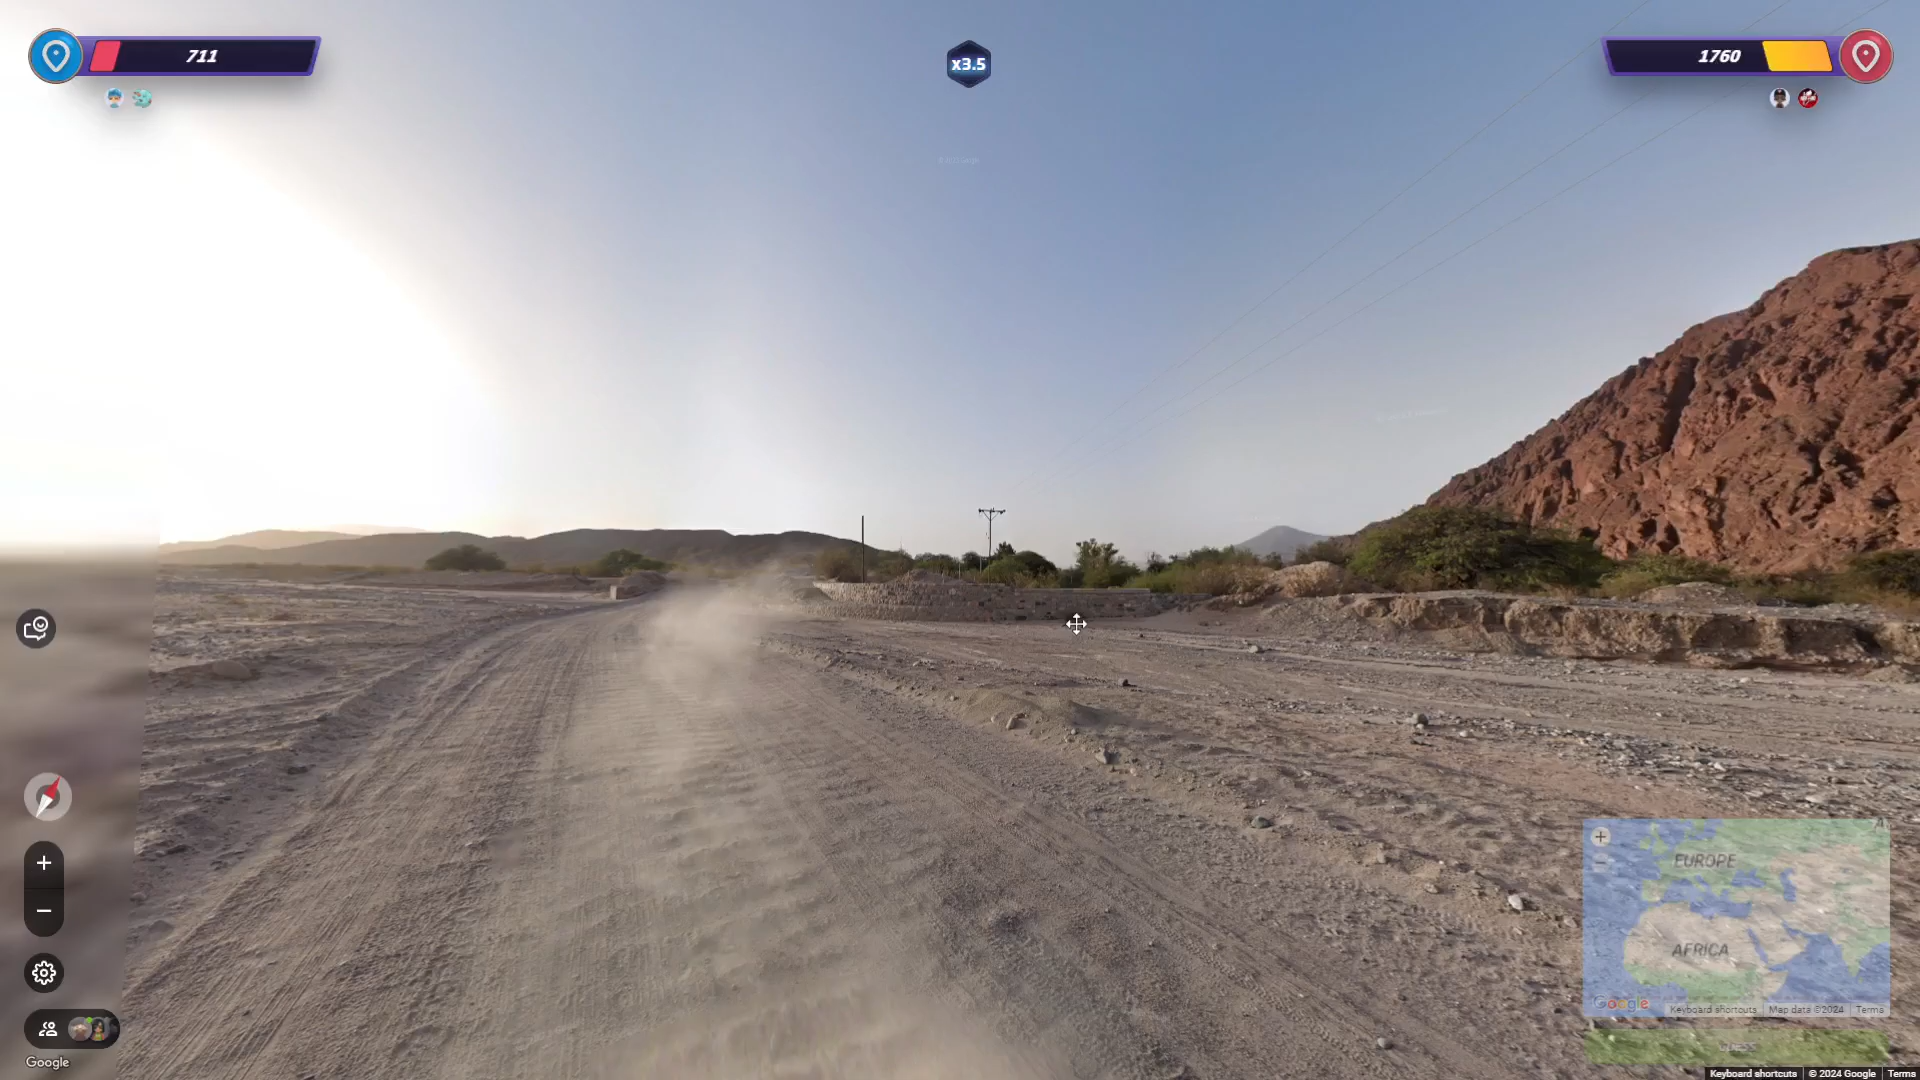 711
x3.5
1760
EUROPE
AFRICA
Google
Keyboard shortcuts
Map data ©2024
Terms
Google
Keyboard shortcuts
© 2024 Google
Terms